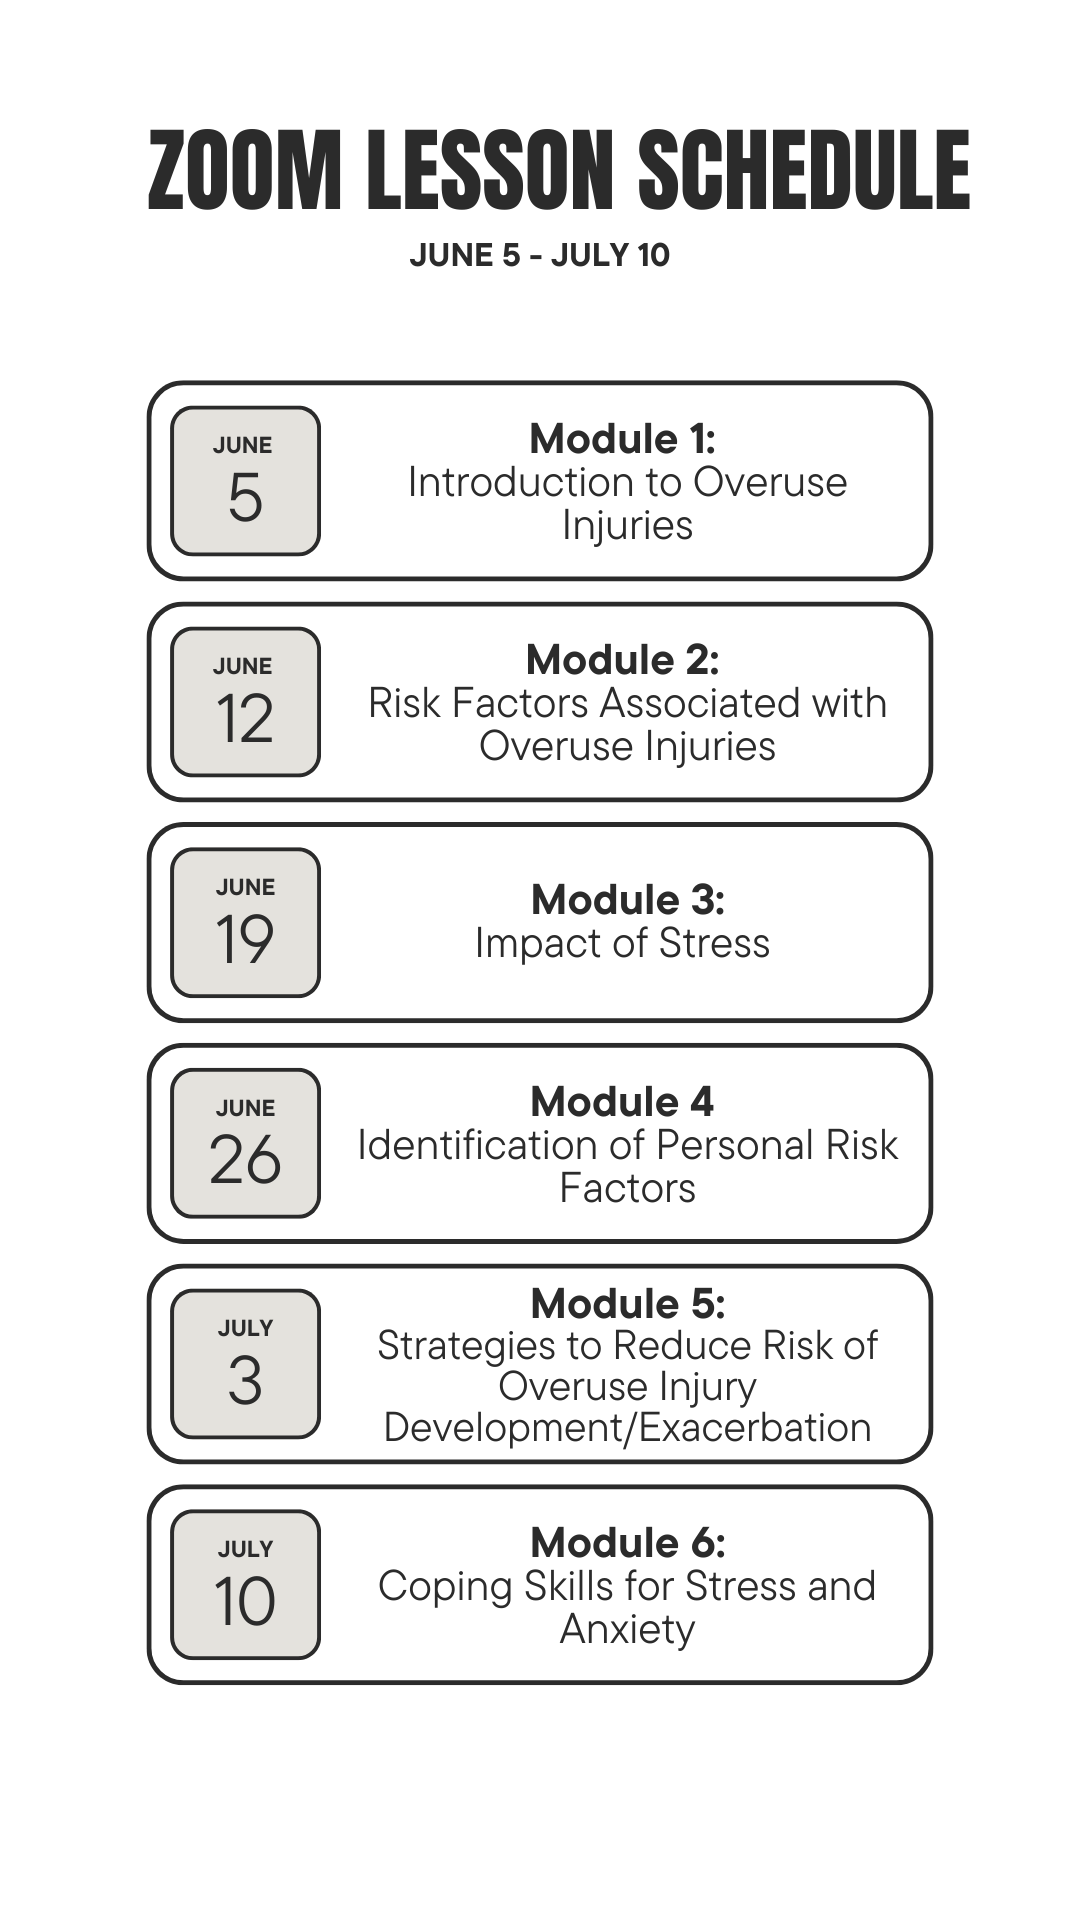 ZOOM LESSON SCHEDULE
JUNE 5 - JULY 10
JUNE
5
Module 1:
Introduction to Overuse
Injuries
JUNE
12
Module 2:
Risk Factors Associated with
Overuse Injuries
JUNE
19
Module 3:
Impact of Stress
JUNE
26
Module 4
Identification of Personal Risk
Factors
JULY
3
Module 5:
Strategies to Reduce Risk of
Overuse Injury
Development/Exacerbation
JULY
10
Module 6:
Coping Skills for Stress and
Anxiety